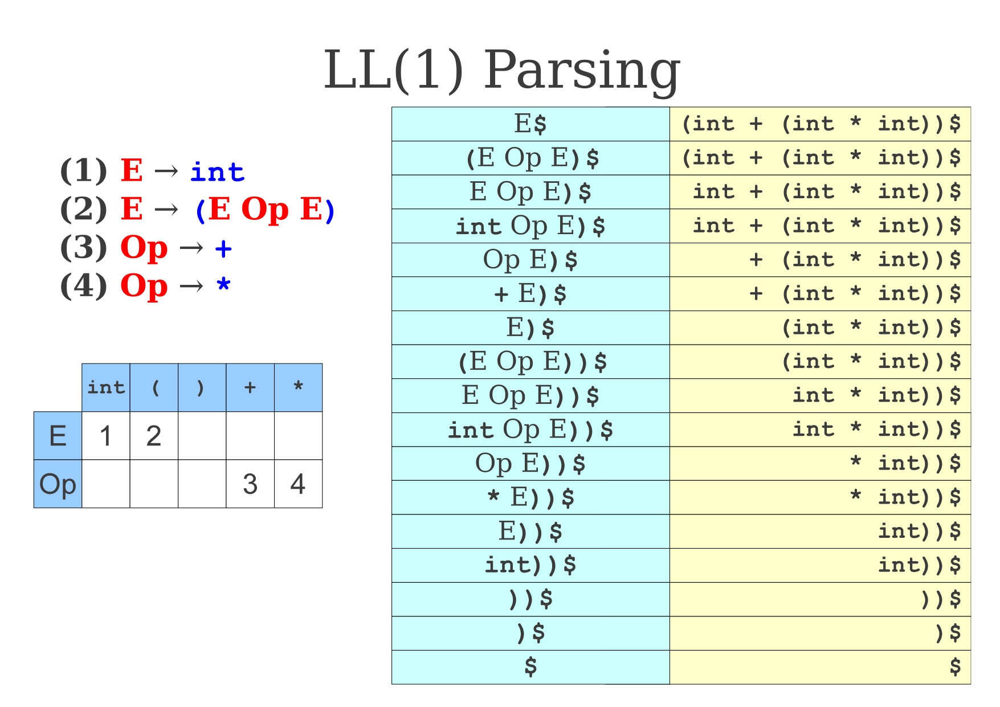 LL(1) Parsing
(1) E → int
(2) E → (E Op E)
(3) Op → +
(4) Op → *
int ( ) + *
E 1 2
Op 3 4
E$ (int + (int * int))$
(E Op E)$ (int + (int * int))$
E Op E)$ int + (int * int))$
int Op E)$ int + (int * int))$
Op E)$ + (int * int))$
+ E)$ + (int * int))$
E)$ (int * int))$
(E Op E))$ (int * int))$
E Op E))$ int * int))$
int Op E))$ int * int))$
Op E))$ * int))$
* E))$ * int))$
E))$ int))$
int))$ int))$
))$ ))$
)$ )$
$ $